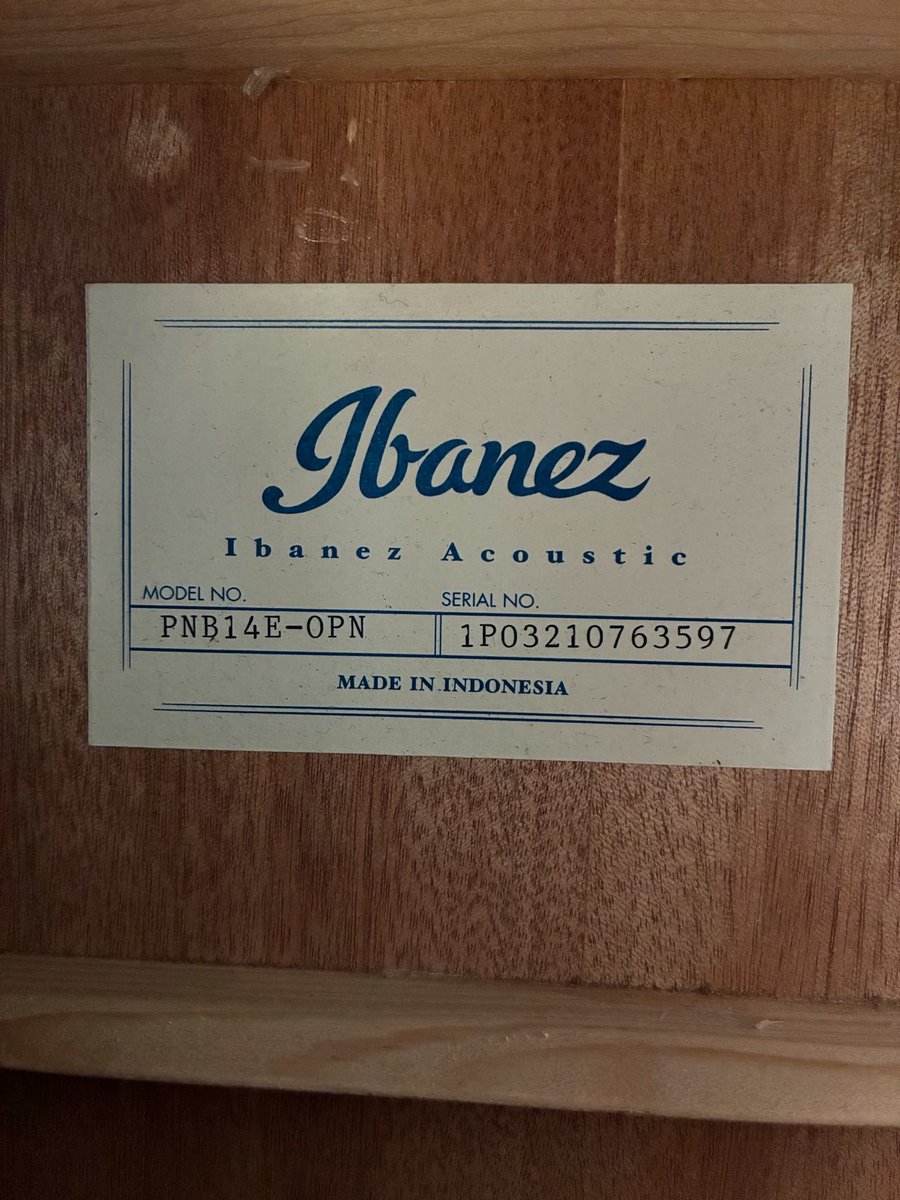 Ibanez
Ibanez Acoustic
MODEL NO. SERIAL NO.
PNB14E-OPN 1P03210763597
MADE IN INDONESIA